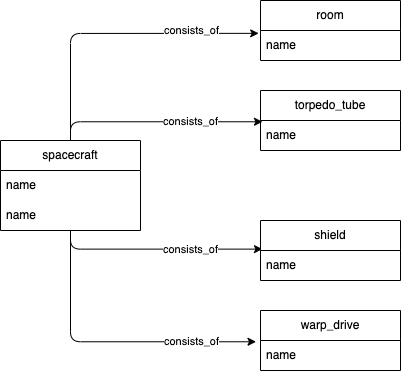 room
consists_of
name
torpedo_tube
consists_of
name
spacecraft
name
name
shield
consists_of
name
warp_drive
consists_of
name